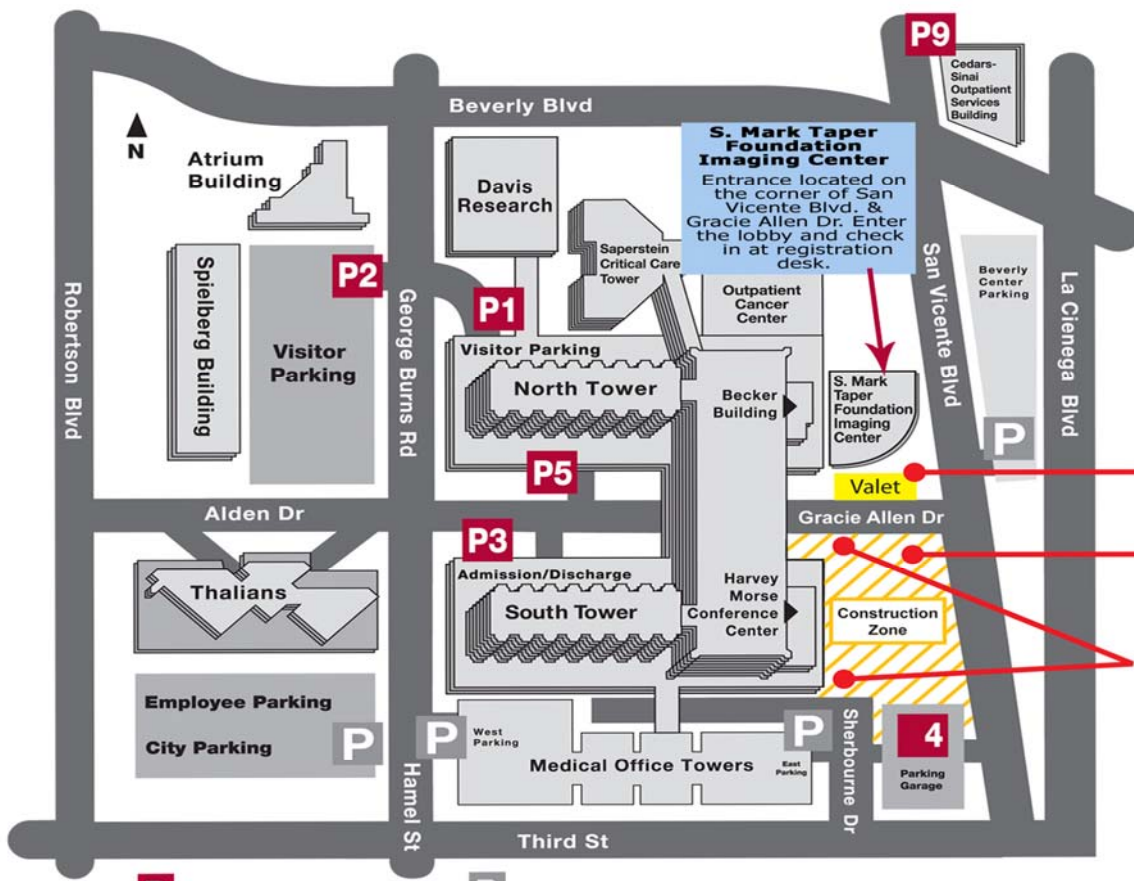 P9
Cedars-
Sinai
Outpatient
Services
Building
Beverly Blvd
N
Atrium
Building
Davis
Research
S. Mark Taper
Foundation
Imaging Center
Entrance located on
the corner of San
Vicente Blvd. &
Gracie Allen Dr. Enter
the lobby and check
in at registration
desk.
Saperstein
Critical Care
Tower
Outpatient
Cancer
Center
San Vicente Blvd
Beverly
Center
Parking
La Cienega Blvd
Robertson Blvd
Spielberg Building
P2
Visitor
Parking
George Burns Rd
P1
Visitor Parking
North Tower
Becker
Building
S. Mark
Taper
Foundation
Imaging
Center
P
P5
Valet
Alden Dr
Gracie Allen Dr
P3
Admission/Discharge
South Tower
Thalians
Harvey
Morse
Conference
Center
Construction
Zone
Employee Parking
City Parking
P
P
West
Parking
Medical Office Towers
P
East
Parking
Sherbourne Dr
4
Parking
Garage
Hamel St
Third St